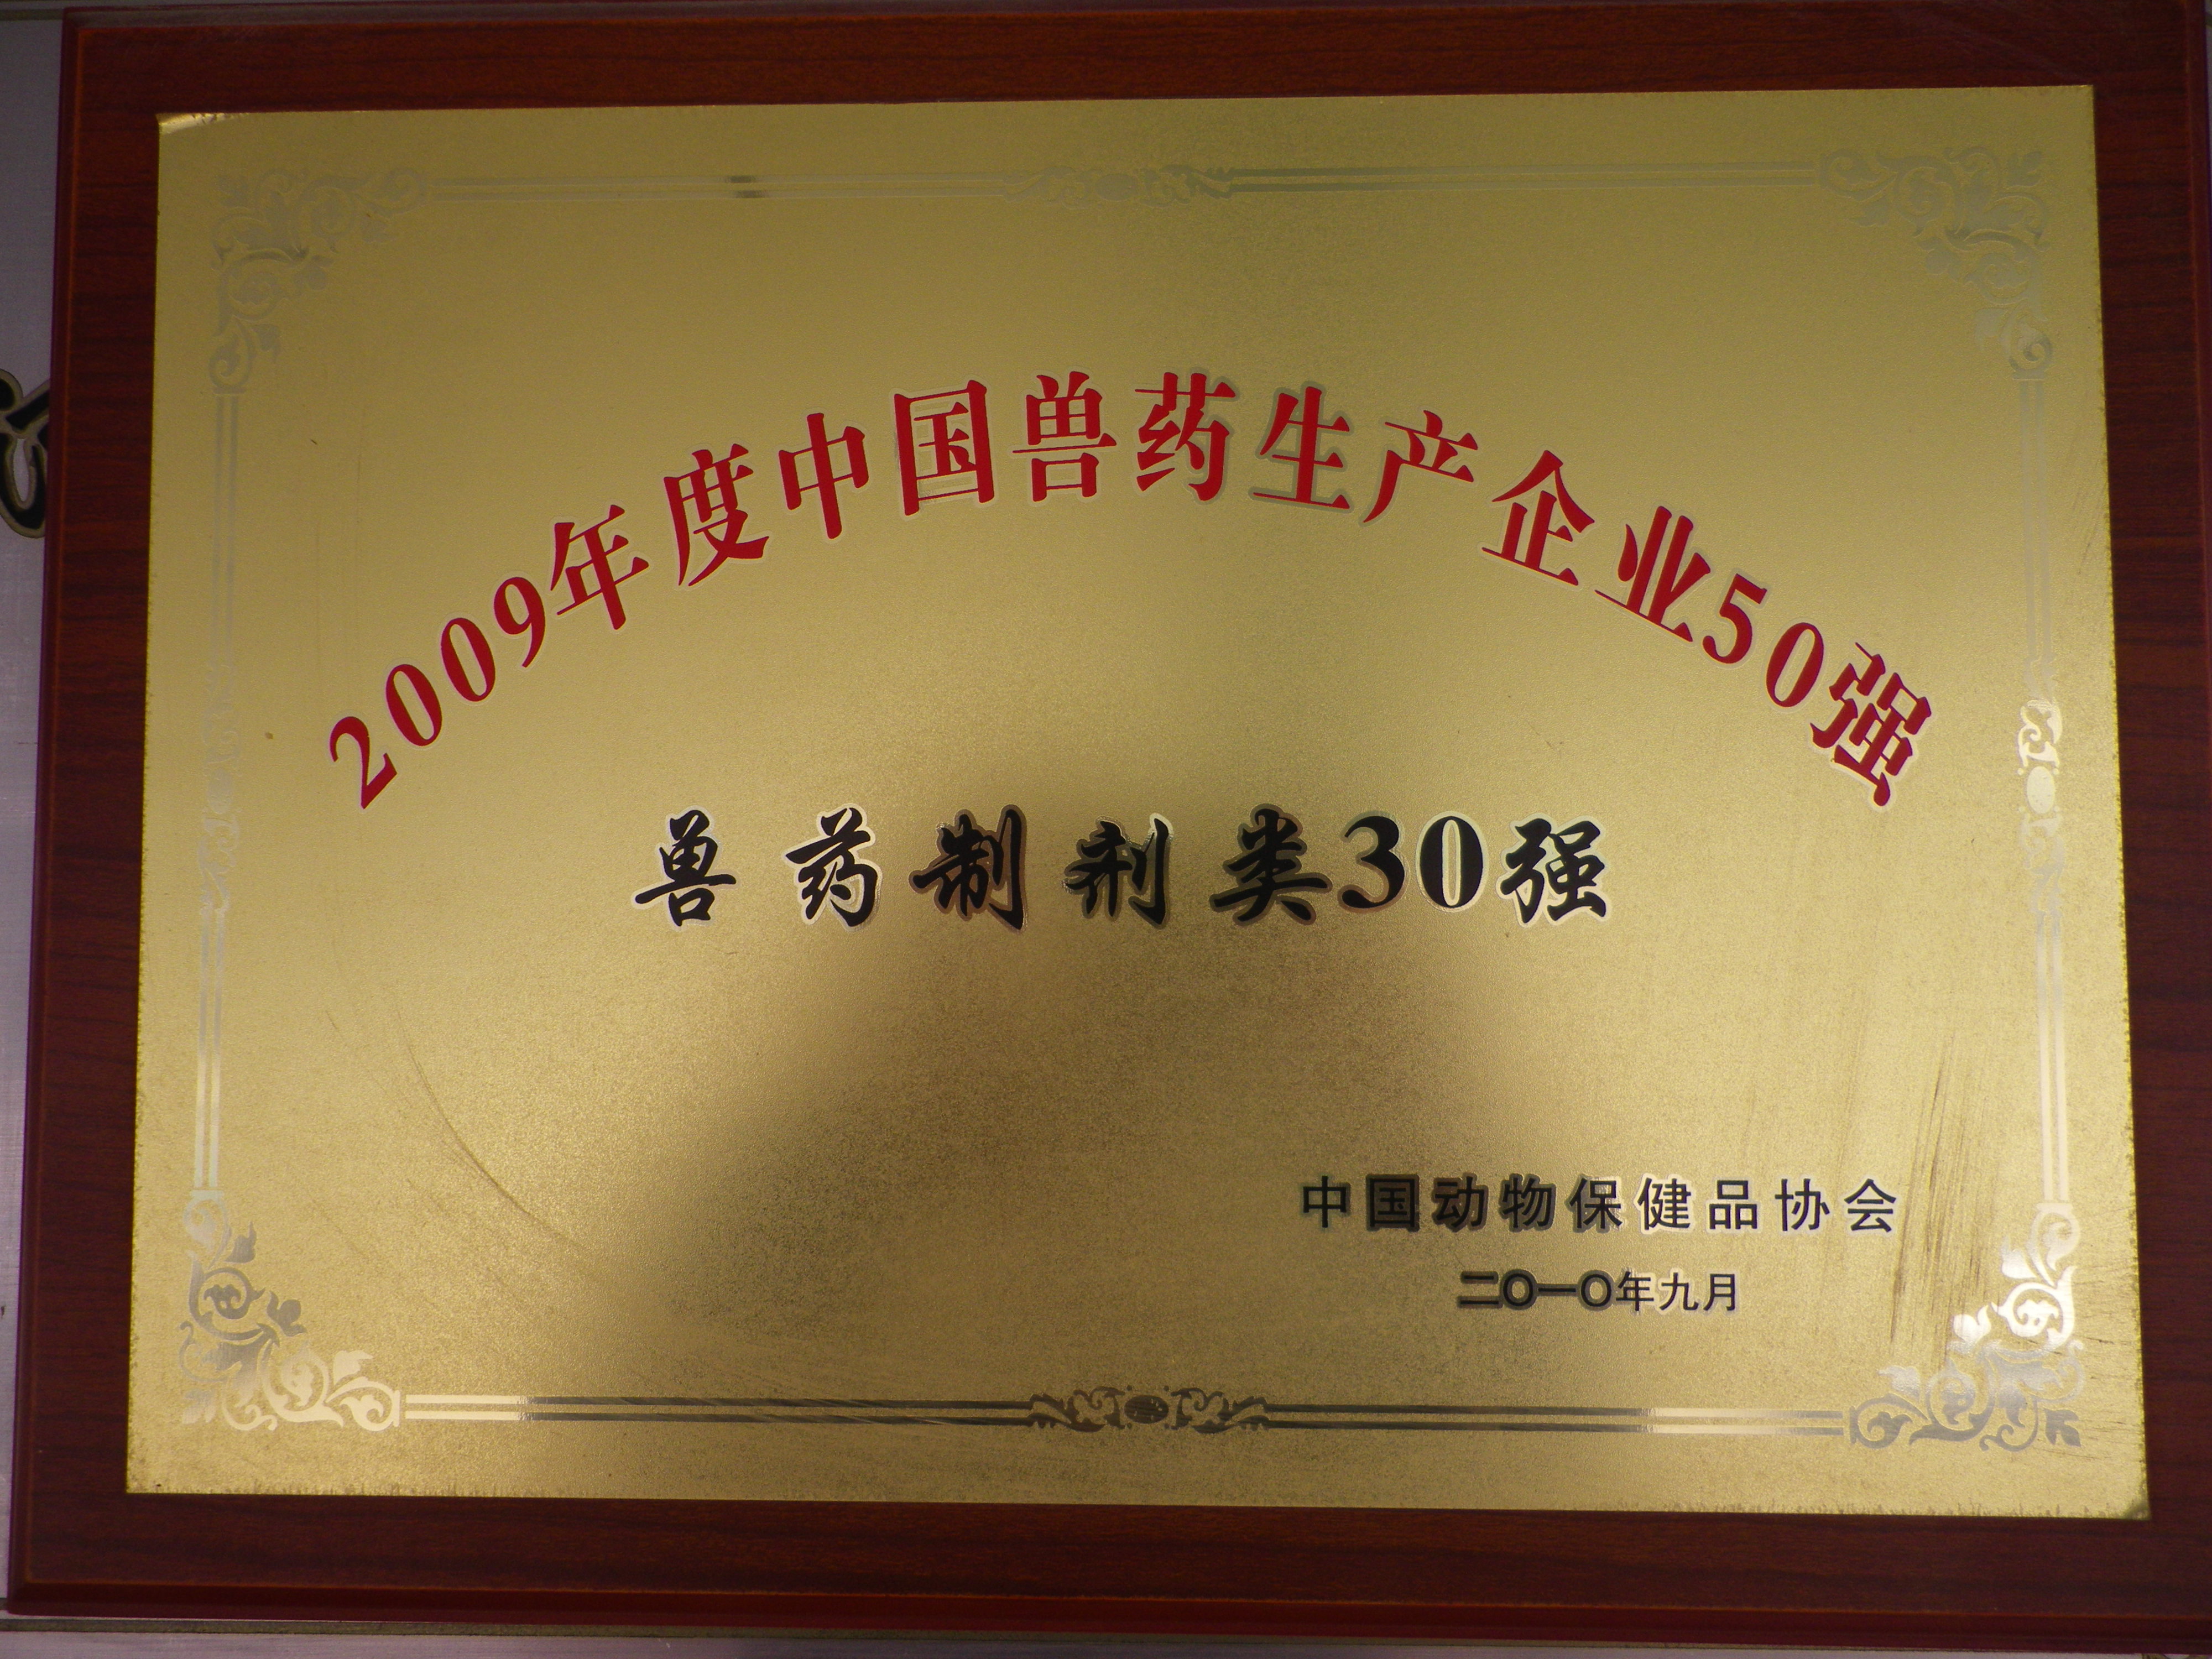 2009年度中国兽药生产企业50强
兽药制剂类30强
中国动物保健品协会
二〇一〇年九月